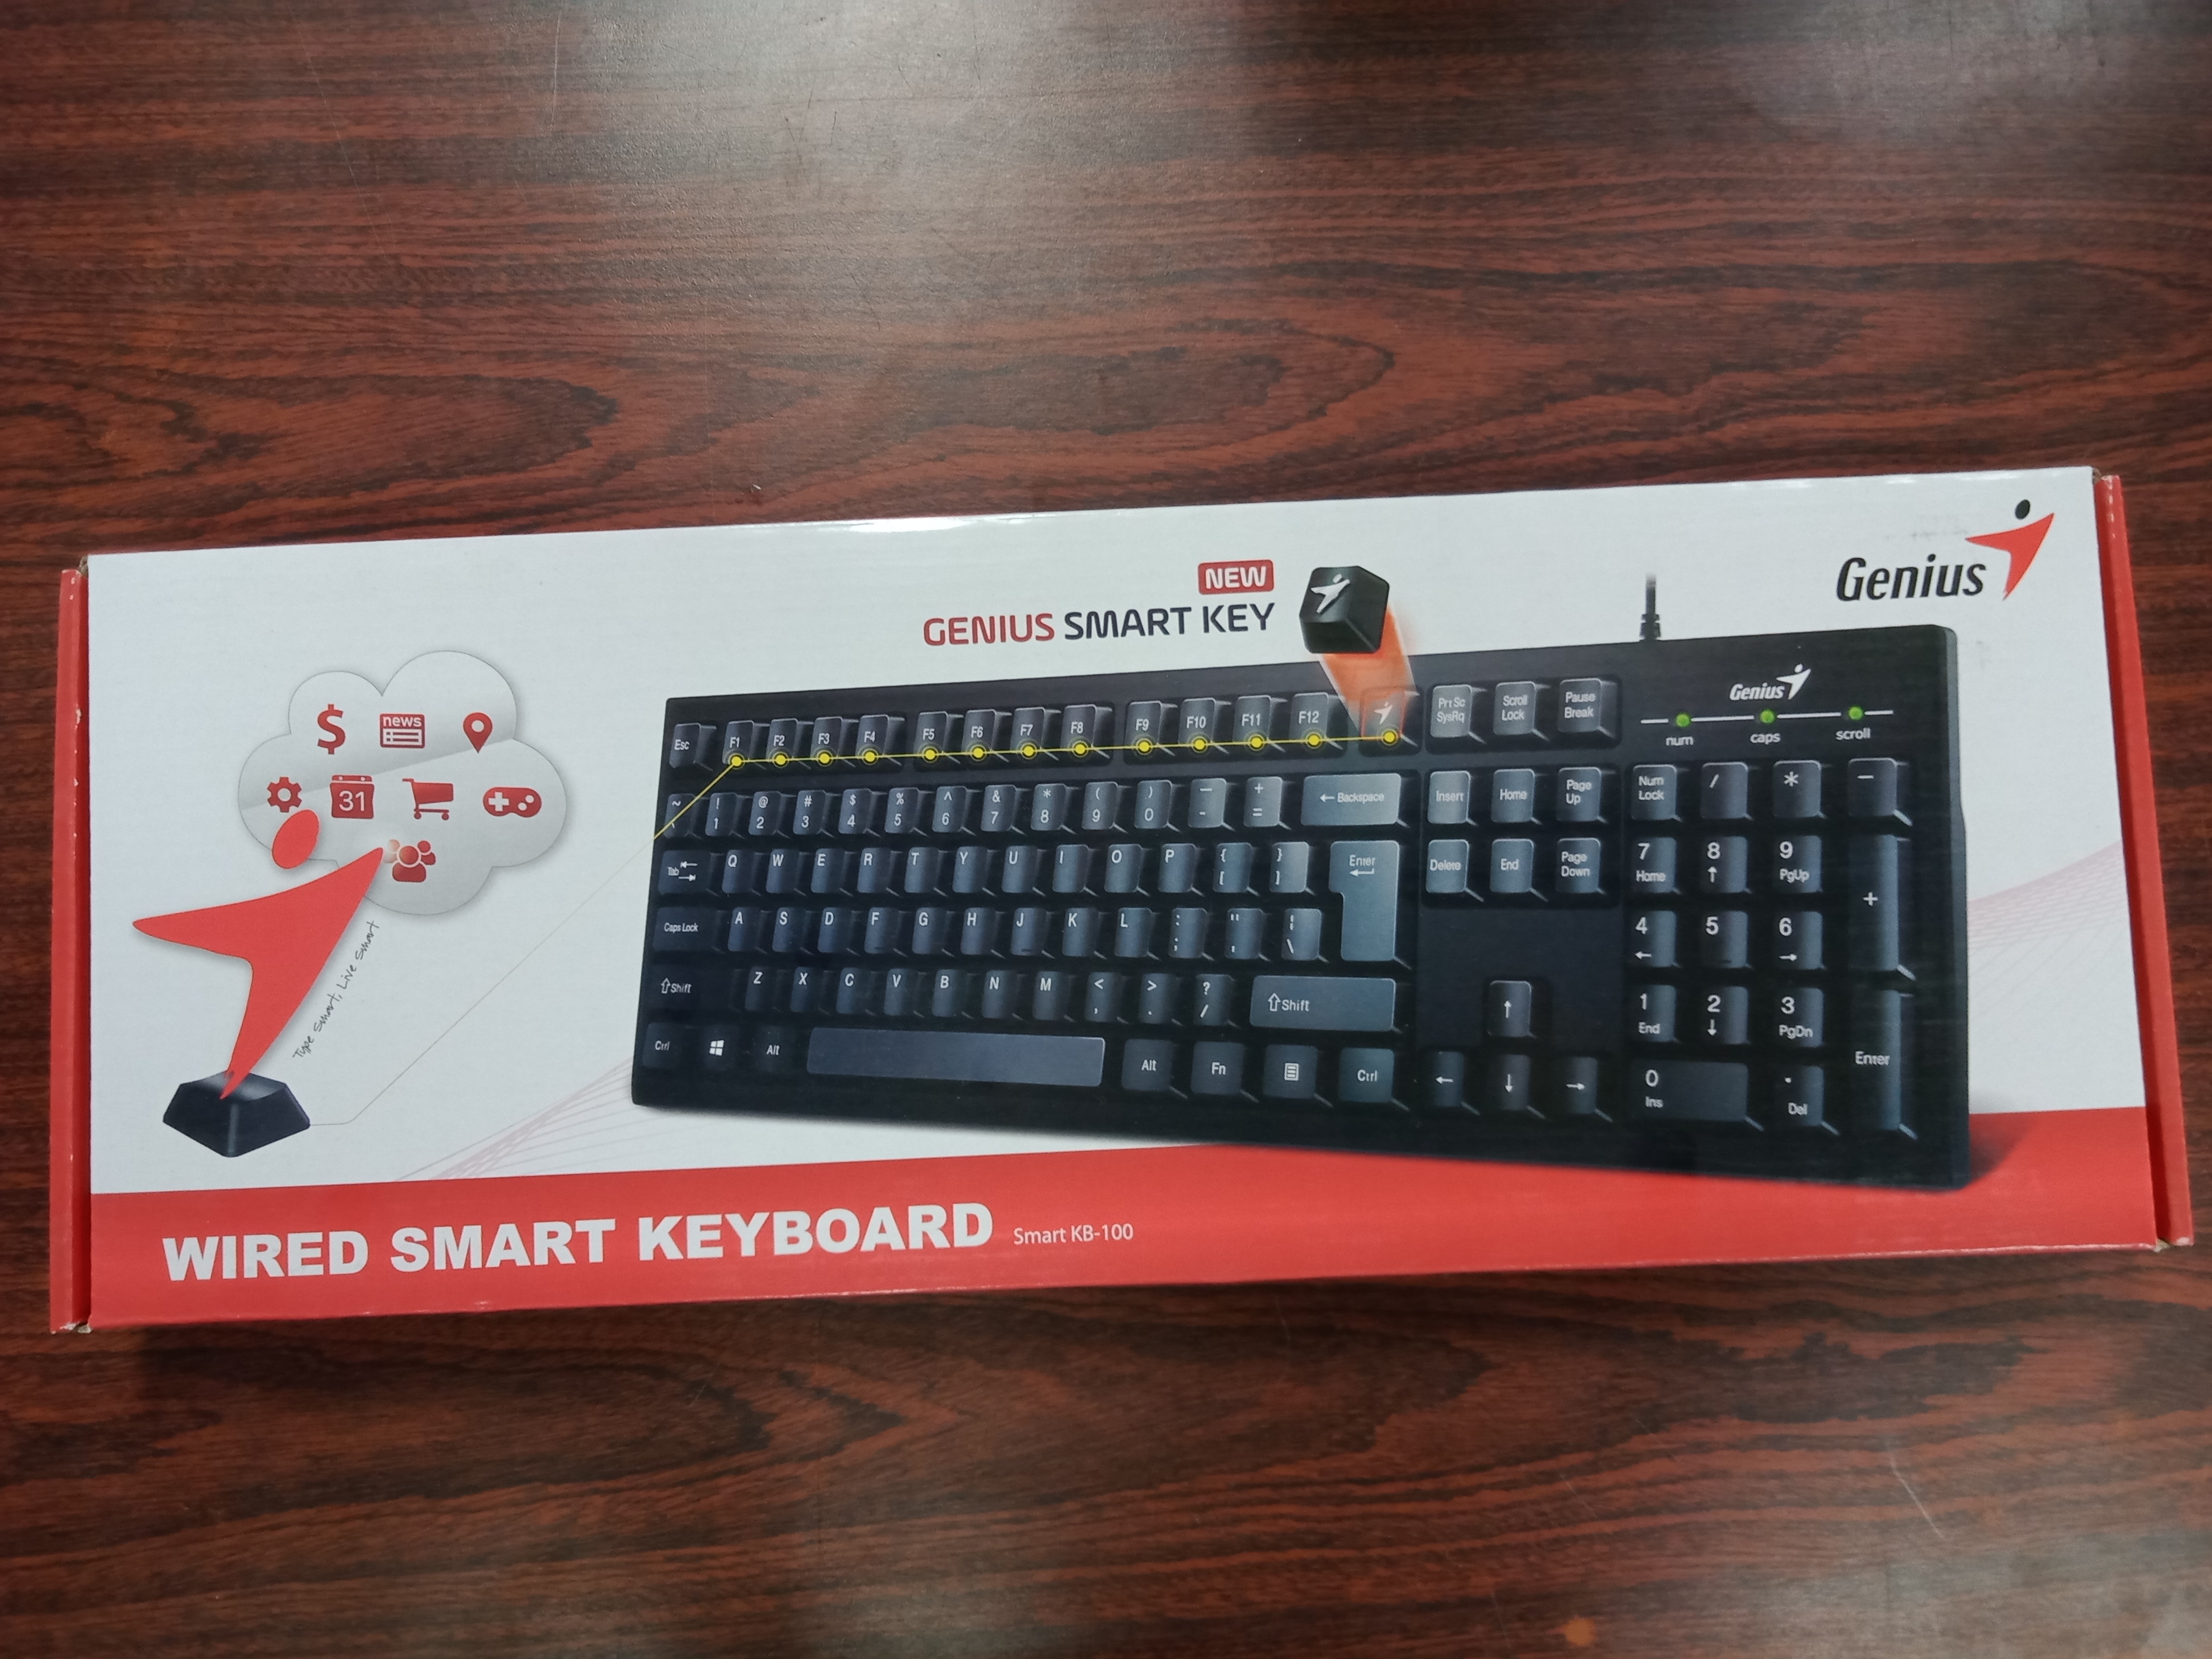 NEW
GENIUS SMART KEY
Genius
$
news
31
Type Smart, Live Smart
Genius
num caps scroll
Esc F1 F2 F3 F4 F5 F6 F7 F8 F9 F10 F11 F12 PrtSc SysRq Scroll Lock Pause Break
~ ! 1 @ 2 # 3 $ 4 % 5 ^ 6 & 7 * 8 ( 9 ) 0 — - + = ← Backspace Insert Home Page Up Num Lock / * −
Tab Q W E R T Y U I O P { [ } ] Enter Delete End Page Down 7 Home 8 ↑ 9 PgUp +
Caps Lock A S D F G H J K L : ; " ' ¦ \ 4 ← 5 6 →
⇧Shift Z X C V B N M < , > . ? / ⇧Shift ↑ 1 End 2 ↓ 3 PgDn Enter
Ctrl Alt Alt Fn Ctrl ← ↓ → 0 Ins . Del
WIRED SMART KEYBOARD Smart KB-100